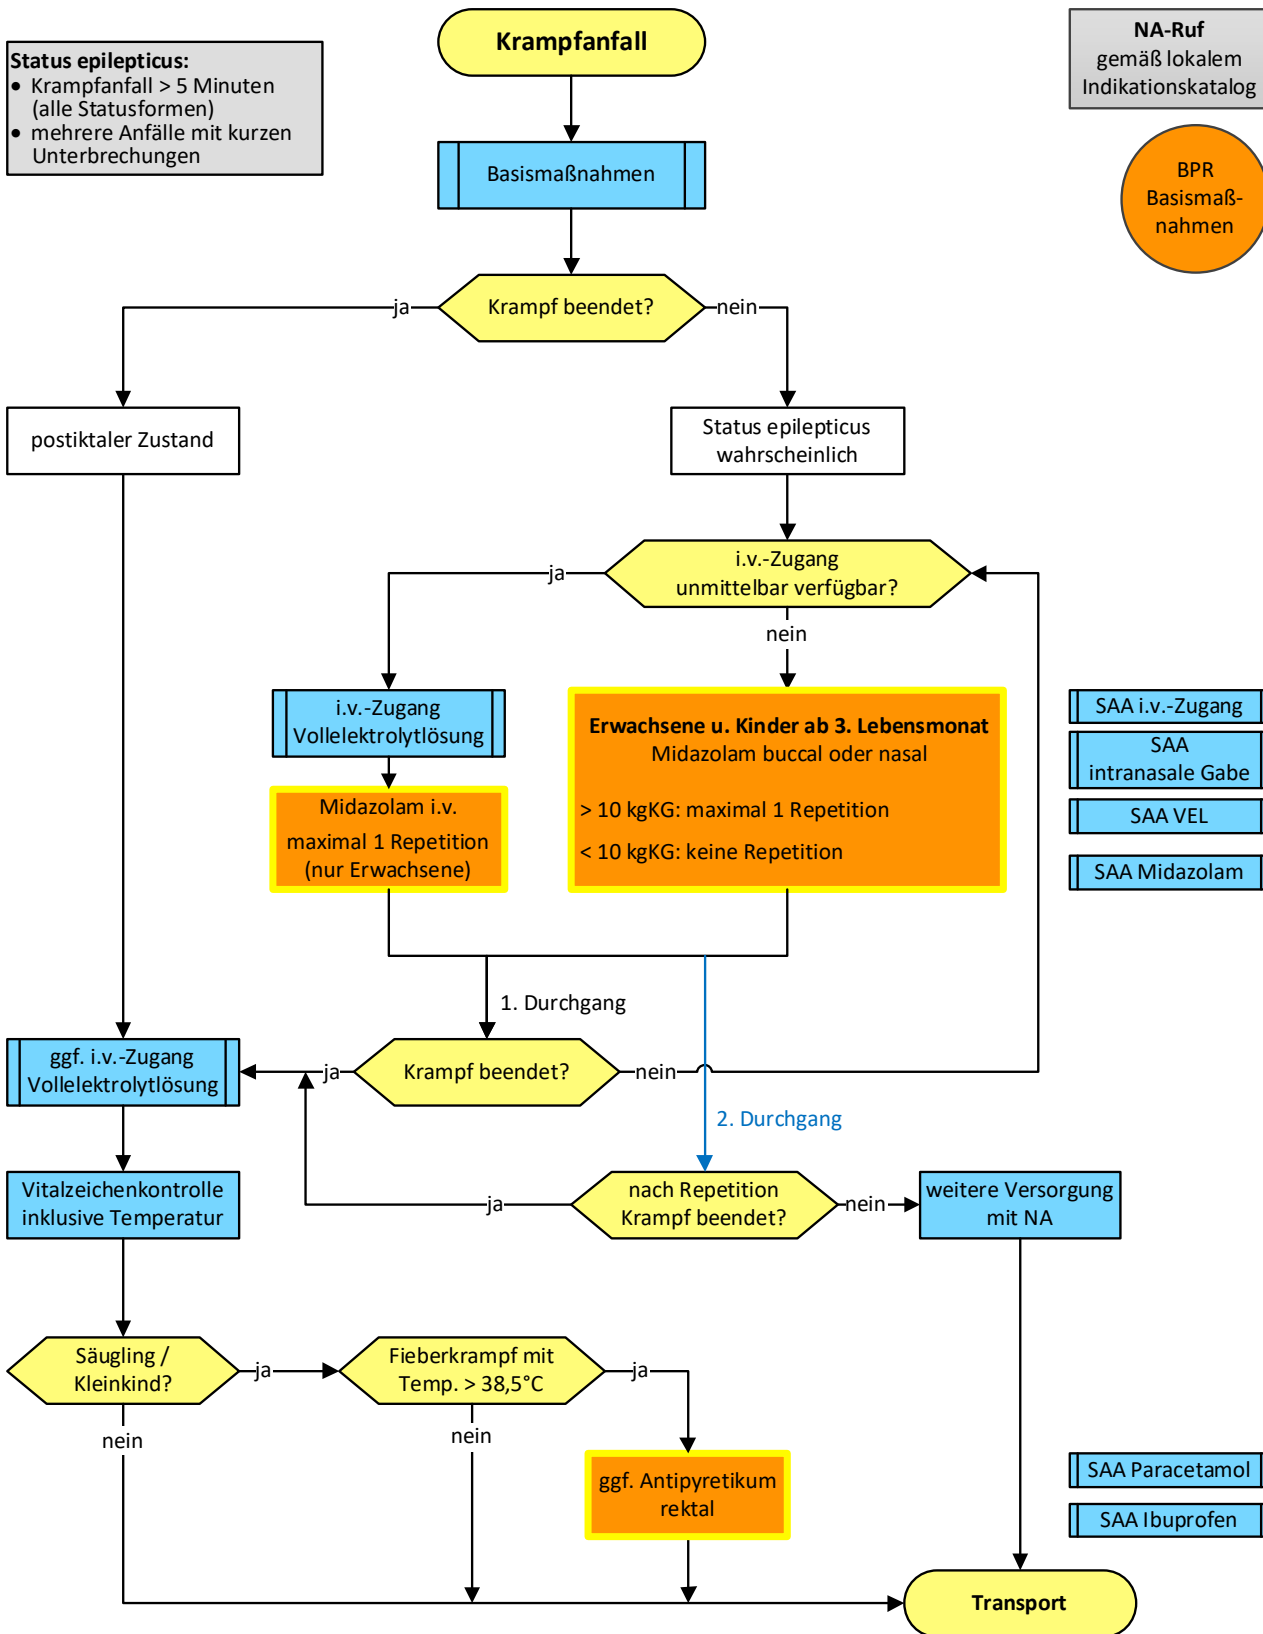 Krampfanfall
Status epilepticus:
• Krampfanfall > 5 Minuten
(alle Statusformen)
• mehrere Anfälle mit kurzen
Unterbrechungen
NA-Ruf
gemäß lokalem
Indikationskatalog
BPR
Basismaß-
nahmen
Basismaßnahmen
Krampf beendet?
ja
nein
postiktaler Zustand
Status epilepticus
wahrscheinlich
i.v.-Zugang
unmittelbar verfügbar?
ja
nein
i.v.-Zugang
Vollelektrolytlösung
Midazolam i.v.
maximal 1 Repetition
(nur Erwachsene)
Erwachsene u. Kinder ab 3. Lebensmonat
Midazolam buccal oder nasal
> 10 kgKG: maximal 1 Repetition
< 10 kgKG: keine Repetition
SAA i.v.-Zugang
SAA
intranasale Gabe
SAA VEL
SAA Midazolam
1. Durchgang
ggf. i.v.-Zugang
Vollelektrolytlösung
ja
Krampf beendet?
nein
2. Durchgang
Vitalzeichenkontrolle
inklusive Temperatur
ja
nach Repetition
Krampf beendet?
nein
weitere Versorgung
mit NA
Säugling /
Kleinkind?
ja
Fieberkrampf mit
Temp. > 38,5°C
ja
nein
nein
ggf. Antipyretikum
rektal
SAA Paracetamol
SAA Ibuprofen
Transport